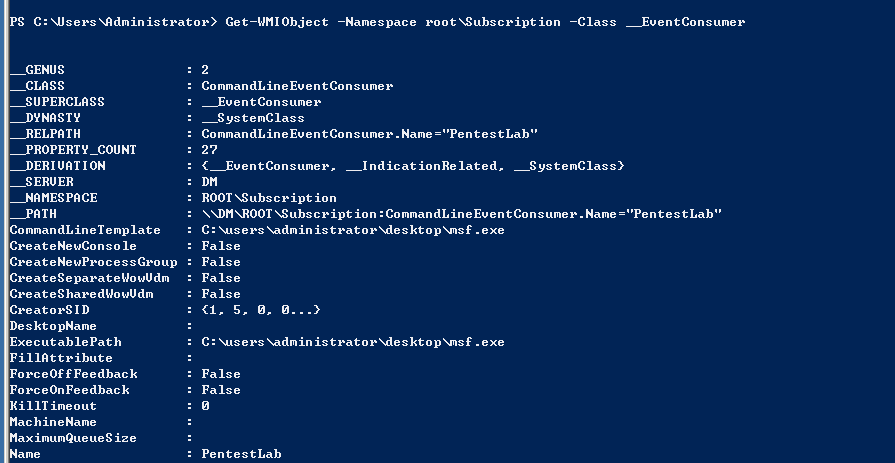 PS C:\Users\Administrator> Get-WMIObject -Namespace root\Subscription -Class __EventConsumer
__GENUS : 2
__CLASS : CommandLineEventConsumer
__SUPERCLASS : __EventConsumer
__DYNASTY : __SystemClass
__RELPATH : CommandLineEventConsumer.Name="PentestLab"
__PROPERTY_COUNT : 27
__DERIVATION : {__EventConsumer, __IndicationRelated, __SystemClass}
__SERVER : DM
__NAMESPACE : ROOT\Subscription
__PATH : \\DM\ROOT\Subscription:CommandLineEventConsumer.Name="PentestLab"
CommandLineTemplate : C:\users\administrator\desktop\msf.exe
CreateNewConsole : False
CreateNewProcessGroup : False
CreateSeparateWowVdm : False
CreateSharedWowVdm : False
CreatorSID : {1, 5, 0, 0...}
DesktopName :
ExecutablePath : C:\users\administrator\desktop\msf.exe
FillAttribute :
ForceOffFeedback : False
ForceOnFeedback : False
KillTimeout : 0
MachineName :
MaximumQueueSize :
Name : PentestLab